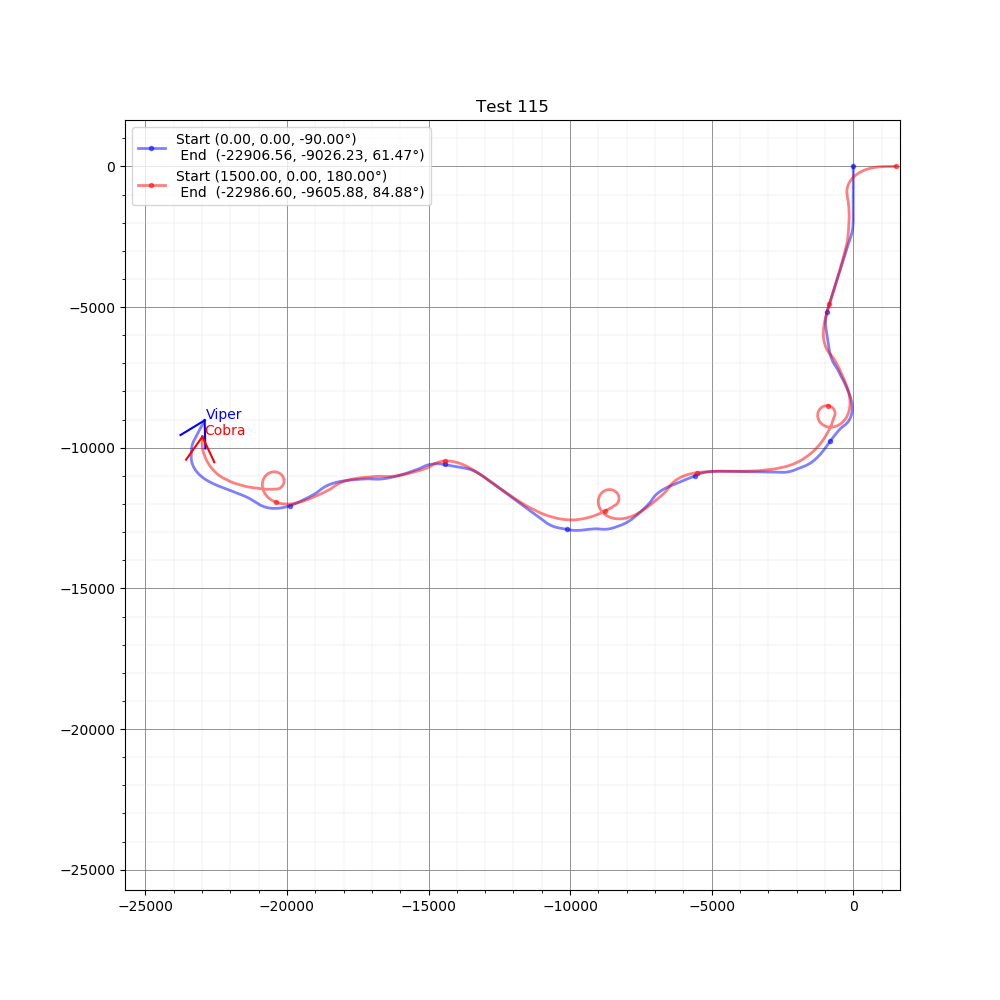 Test 115
Start (0.00, 0.00, -90.00°)
End  (-22906.56, -9026.23, 61.47°)
Start (1500.00, 0.00, 180.00°)
End  (-22986.60, -9605.88, 84.88°)
0
−5000
−10000
−15000
−20000
−25000
Viper
Cobra
−25000 −20000 −15000 −10000 −5000 0